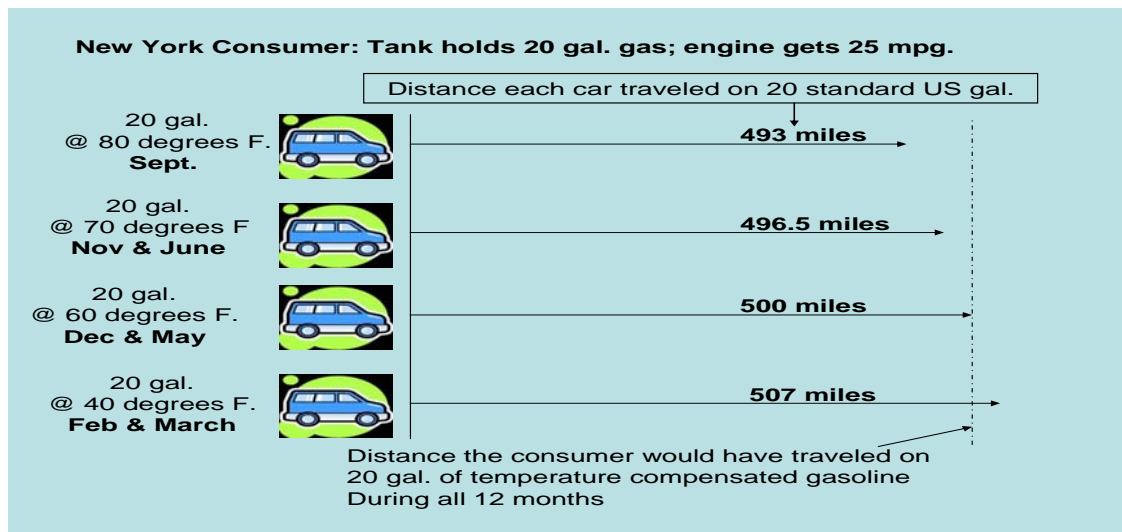 New York Consumer: Tank holds 20 gal. gas; engine gets 25 mpg.
Distance each car traveled on 20 standard US gal.
20 gal.
@ 80 degrees F.
Sept.
493 miles
20 gal.
@ 70 degrees F
Nov & June
496.5 miles
20 gal.
@ 60 degrees F.
Dec & May
500 miles
20 gal.
@ 40 degrees F.
Feb & March
507 miles
Distance the consumer would have traveled on
20 gal. of temperature compensated gasoline
During all 12 months